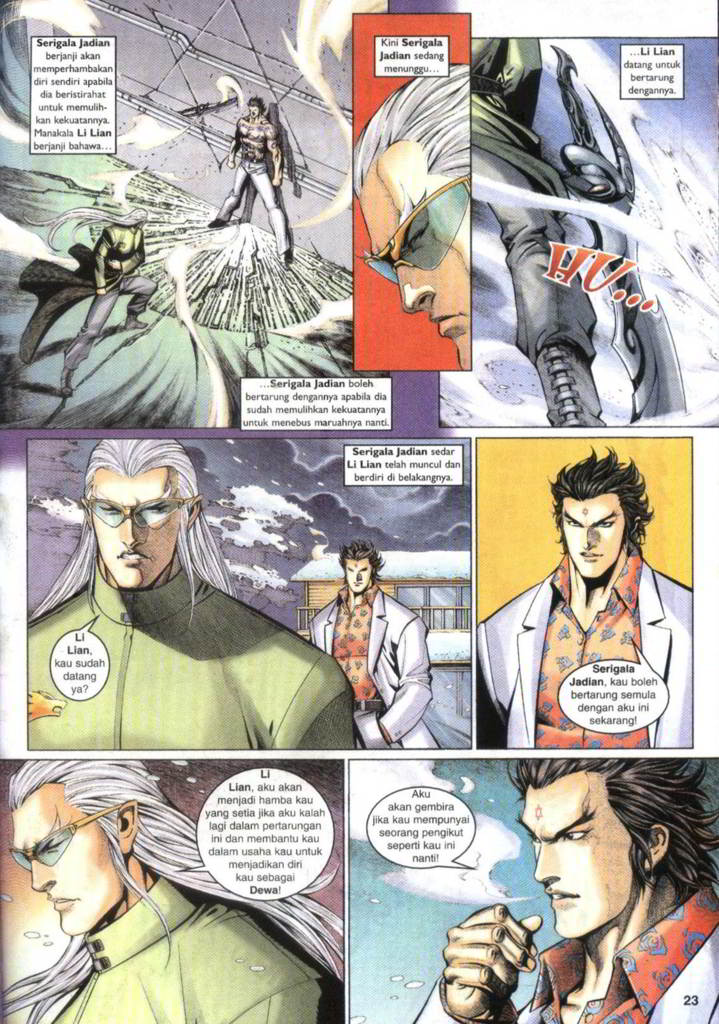 Serigala Jadian
berjanji akan
memperhambakan
diri sendiri apabila
dia beristirahat
untuk memulih-
kan kekuatannya.
Manakala Li Lian
berjanji bahawa...
...Serigala Jadian boleh
bertarung dengannya apabila dia
sudah memulihkan kekuatannya
untuk menebus maruahnya nanti.
Kini Serigala
Jadian sedang
menunggu...
...Li Lian
datang untuk
bertarung
dengannya.
HU...
Serigala Jadian sedar
Li Lian telah muncul dan
berdiri di belakangnya.
Li
Lian,
kau sudah
datang
ya?
Serigala
Jadian, kau boleh
bertarung semula
dengan aku ini
sekarang!
Li
Lian, aku akan
menjadi hamba kau
yang setia jika aku kalah
lagi dalam pertarungan
ini dan membantu kau
dalam usaha kau untuk
menjadikan diri
kau sebagai
Dewa!
Aku
akan gembira
jika kau mempunyai
seorang pengikut
seperti kau ini
nanti!
23